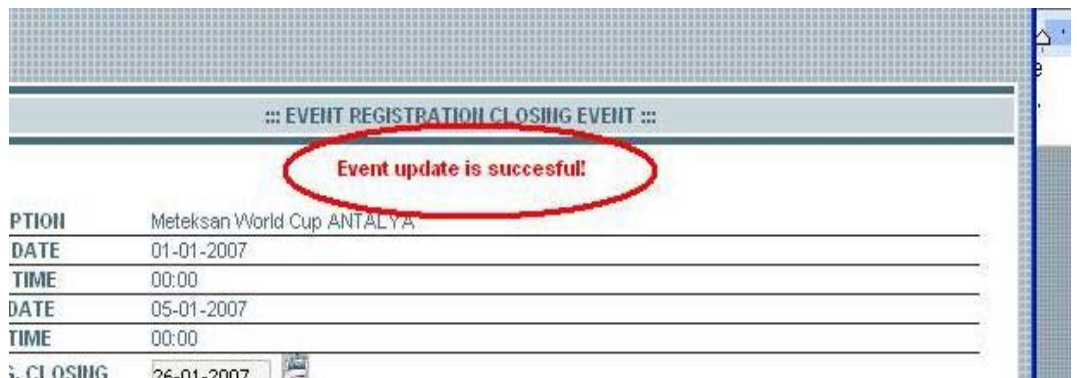 ::: EVENT REGISTRATION CLOSING EVENT :::
Event update is succesful!
PTION Meteksan World Cup ANTALYA
DATE 01-01-2007
TIME 00:00
DATE 05-01-2007
TIME 00:00
. CLOSING 26-01-2007